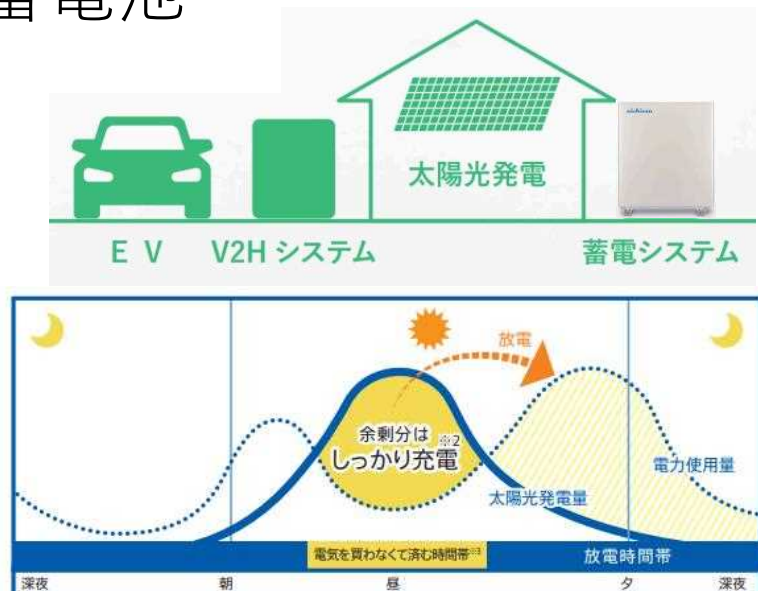 蓄電池
nichicon
太陽光発電
E V
V2H システム
蓄電システム
放電
余剰分は
しっかり充電 ※2
太陽光発電量
電力使用量
電気を買わなくて済む時間帯※3
放電時間帯
深夜 朝 昼 夕 深夜